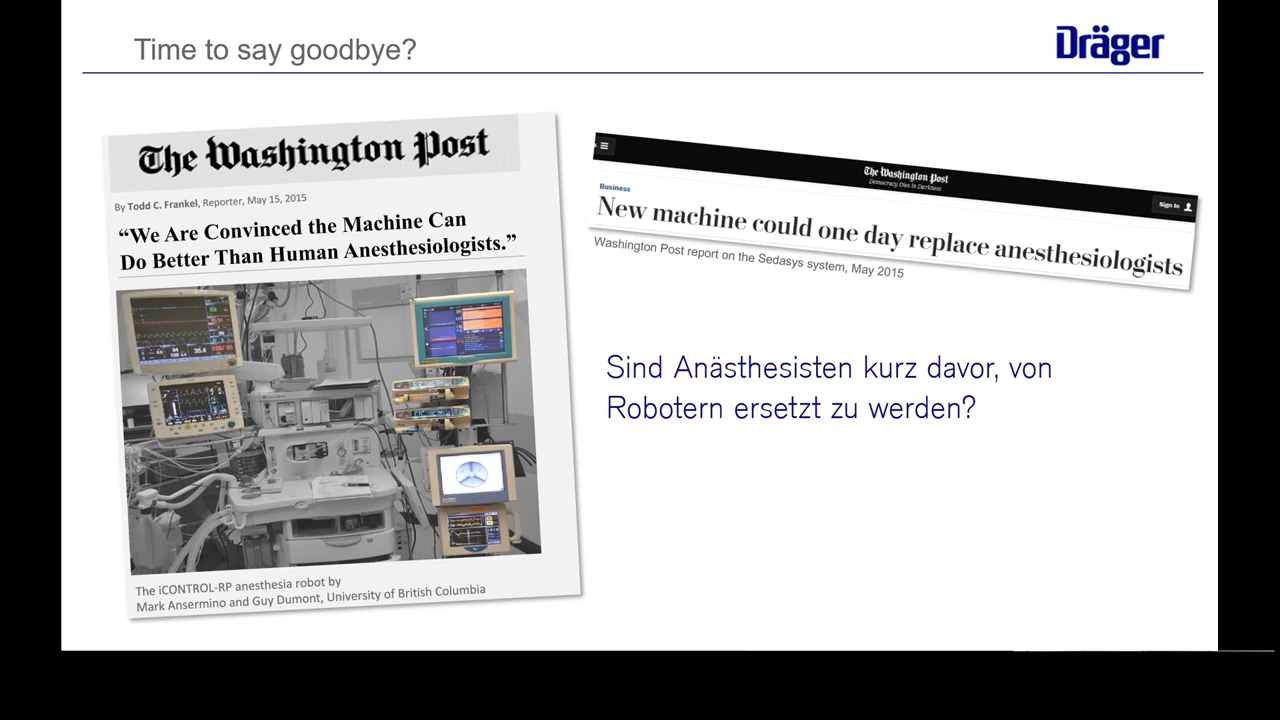 Time to say goodbye?
Dräger
The Washington Post
By Todd C. Frankel, Reporter, May 15, 2015
“We Are Convinced the Machine Can
Do Better Than Human Anesthesiologists.”
The iCONTROL-RP anesthesia robot by
Mark Ansermino and Guy Dumont, University of British Columbia
The Washington Post
Democracy Dies in Darkness
Sign In
Business
New machine could one day replace anesthesiologists
Washington Post report on the Sedasys system, May 2015
Sind Anästhesisten kurz davor, von
Robotern ersetzt zu werden?